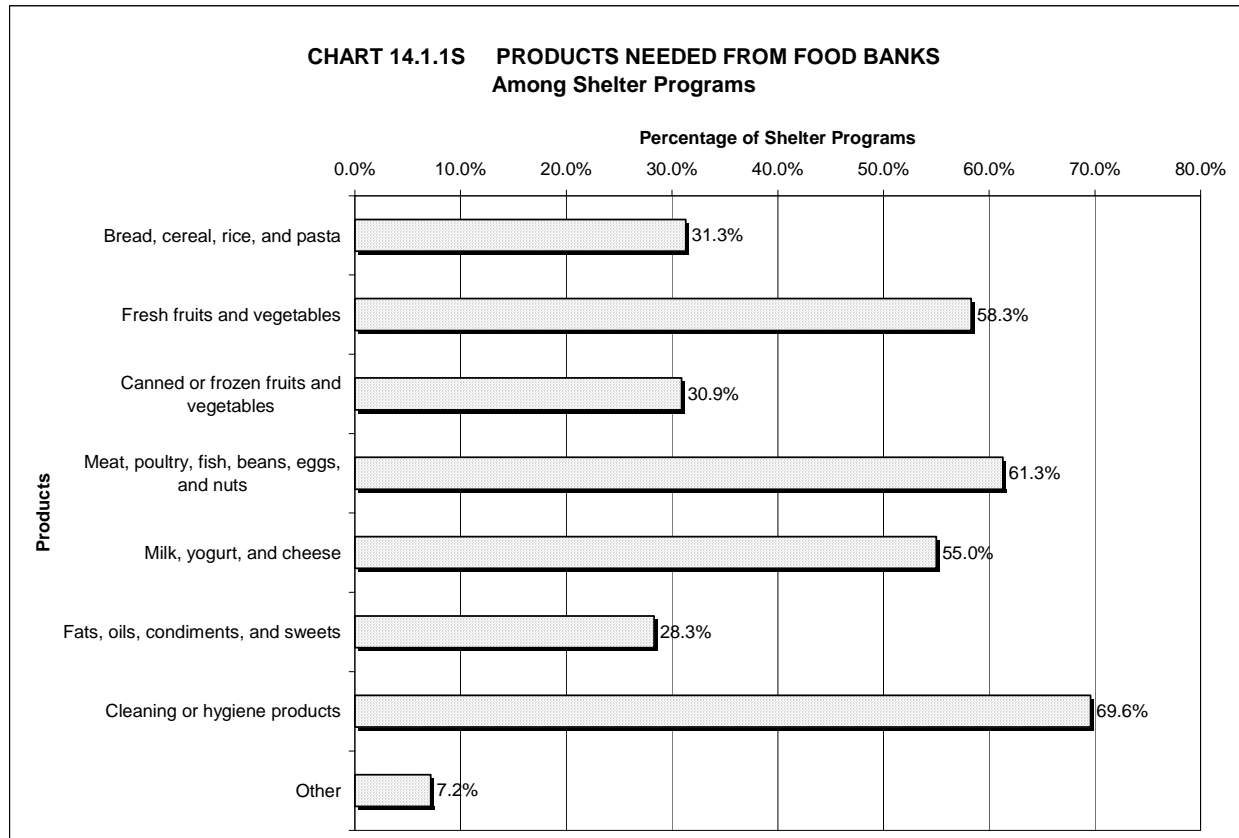 CHART 14.1.1S PRODUCTS NEEDED FROM FOOD BANKS
Among Shelter Programs
Percentage of Shelter Programs
0.0% 10.0% 20.0% 30.0% 40.0% 50.0% 60.0% 70.0% 80.0%
Products
Bread, cereal, rice, and pasta 31.3%
Fresh fruits and vegetables 58.3%
Canned or frozen fruits and
vegetables 30.9%
Meat, poultry, fish, beans, eggs,
and nuts 61.3%
Milk, yogurt, and cheese 55.0%
Fats, oils, condiments, and sweets 28.3%
Cleaning or hygiene products 69.6%
Other 7.2%